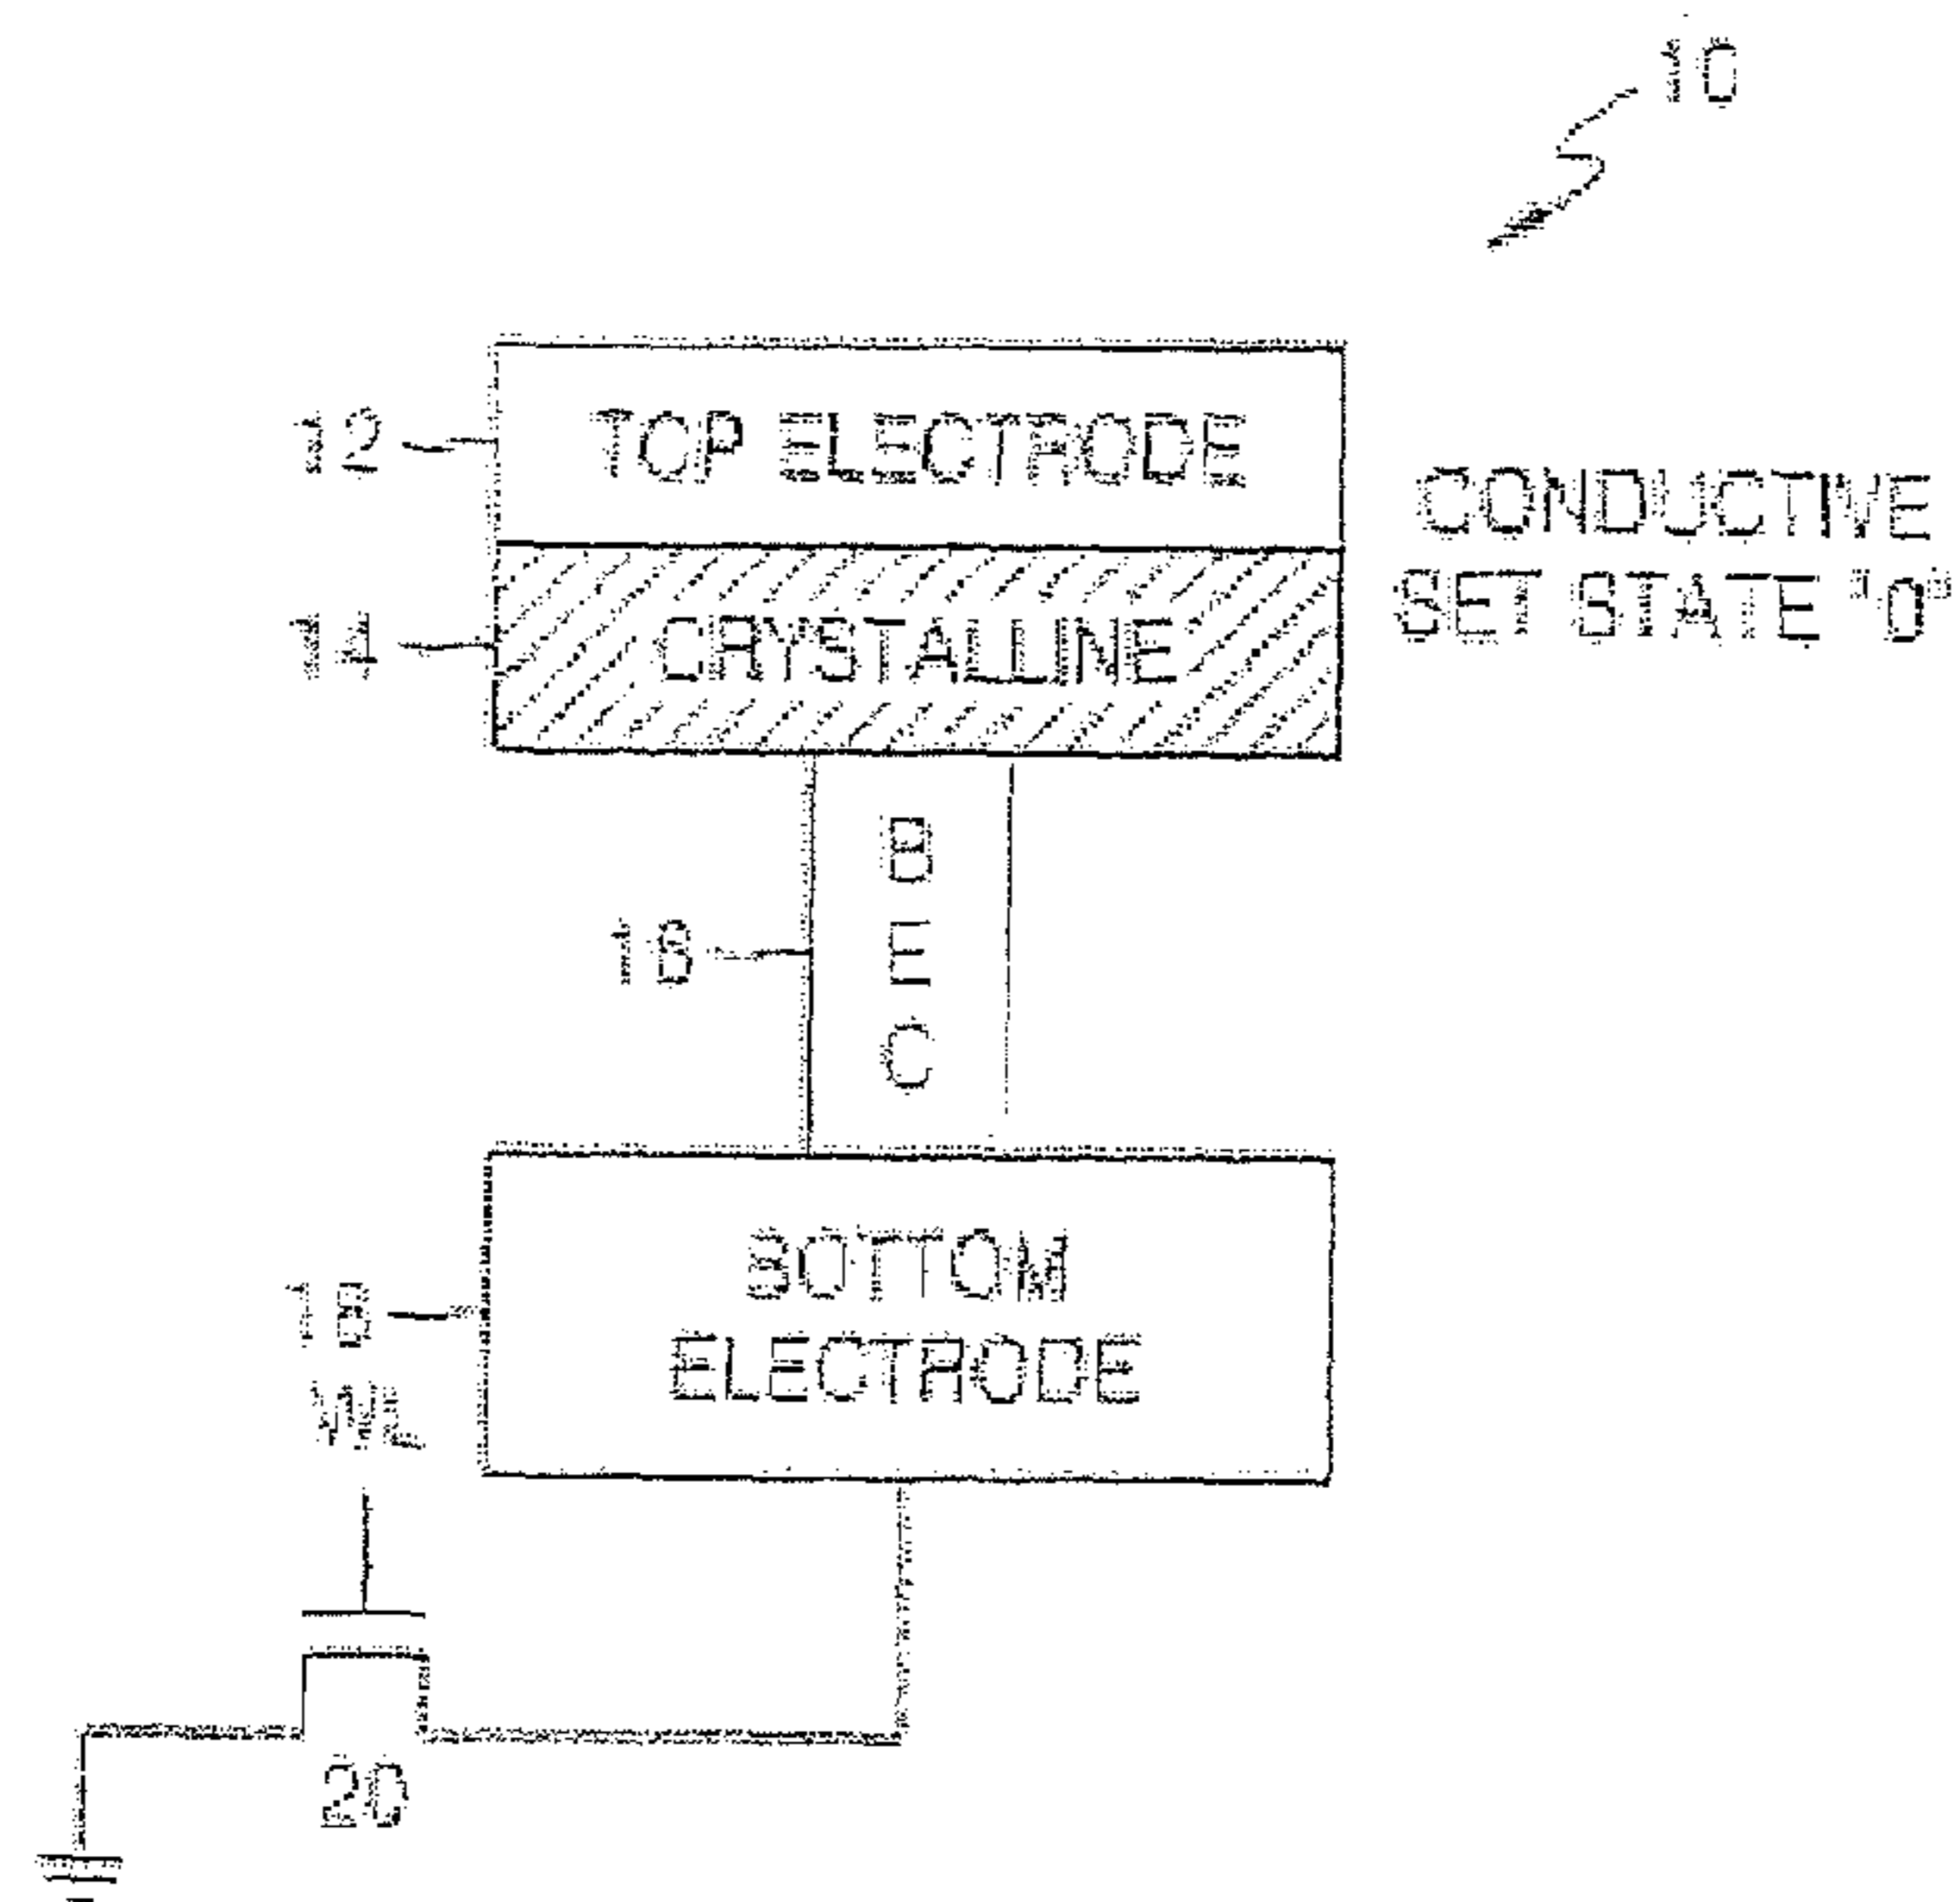 10
12
TOP ELECTRODE
CONDUCTIVE
SET STATE "0"
14
CRYSTALLINE
B
E
C
16
BOTTOM
ELECTRODE
18
WL
20